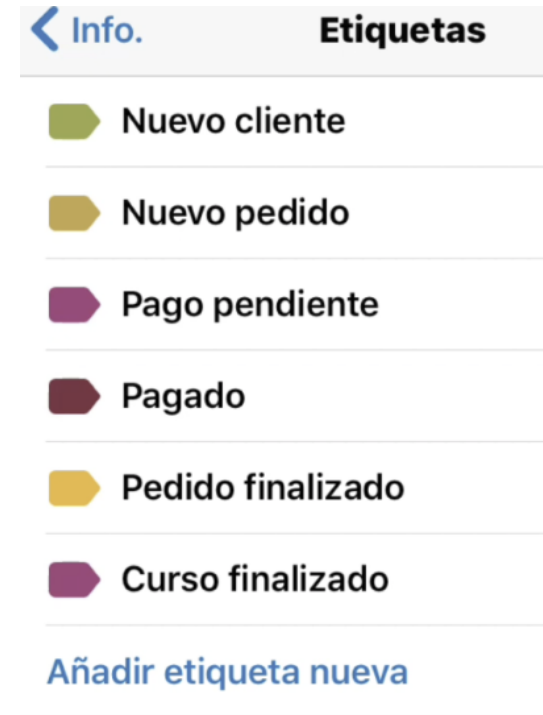 Info.
Etiquetas
Nuevo cliente
Nuevo pedido
Pago pendiente
Pagado
Pedido finalizado
Curso finalizado
Añadir etiqueta nueva